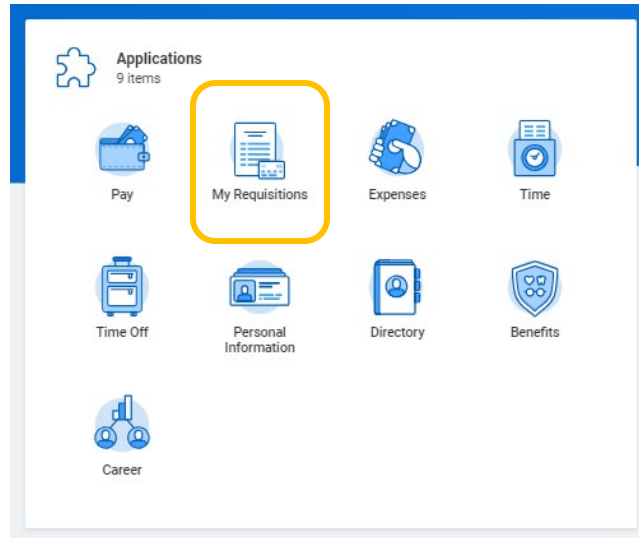 Applications
9 items
Pay
My Requisitions
Expenses
Time
Time Off
Personal
Information
Directory
Benefits
Career